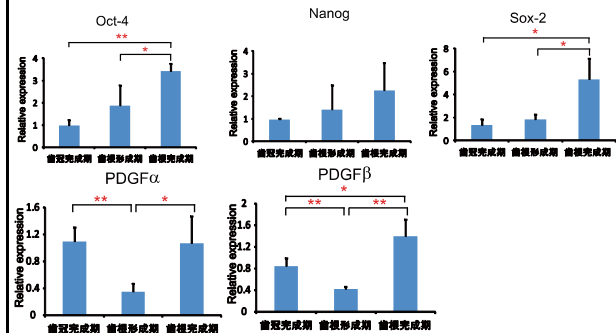 Oct-4
Relative expression
4
3
2
1
0
**
*
歯冠完成期 歯根形成期 歯根完成期
Nanog
Relative expression
4
3
2
1
0
歯冠完成期 歯根形成期 歯根完成期
Sox-2
Relative expression
8
6
4
2
0
*
*
歯冠完成期 歯根形成期 歯根完成期
PDGFα
Relative expression
1.6
1.2
0.8
0.4
0
**
*
歯冠完成期 歯根形成期 歯根完成期
PDGFβ
Relative expression
2
1.6
1.2
0.8
0.4
0
*
**
**
歯冠完成期 歯根形成期 歯根完成期